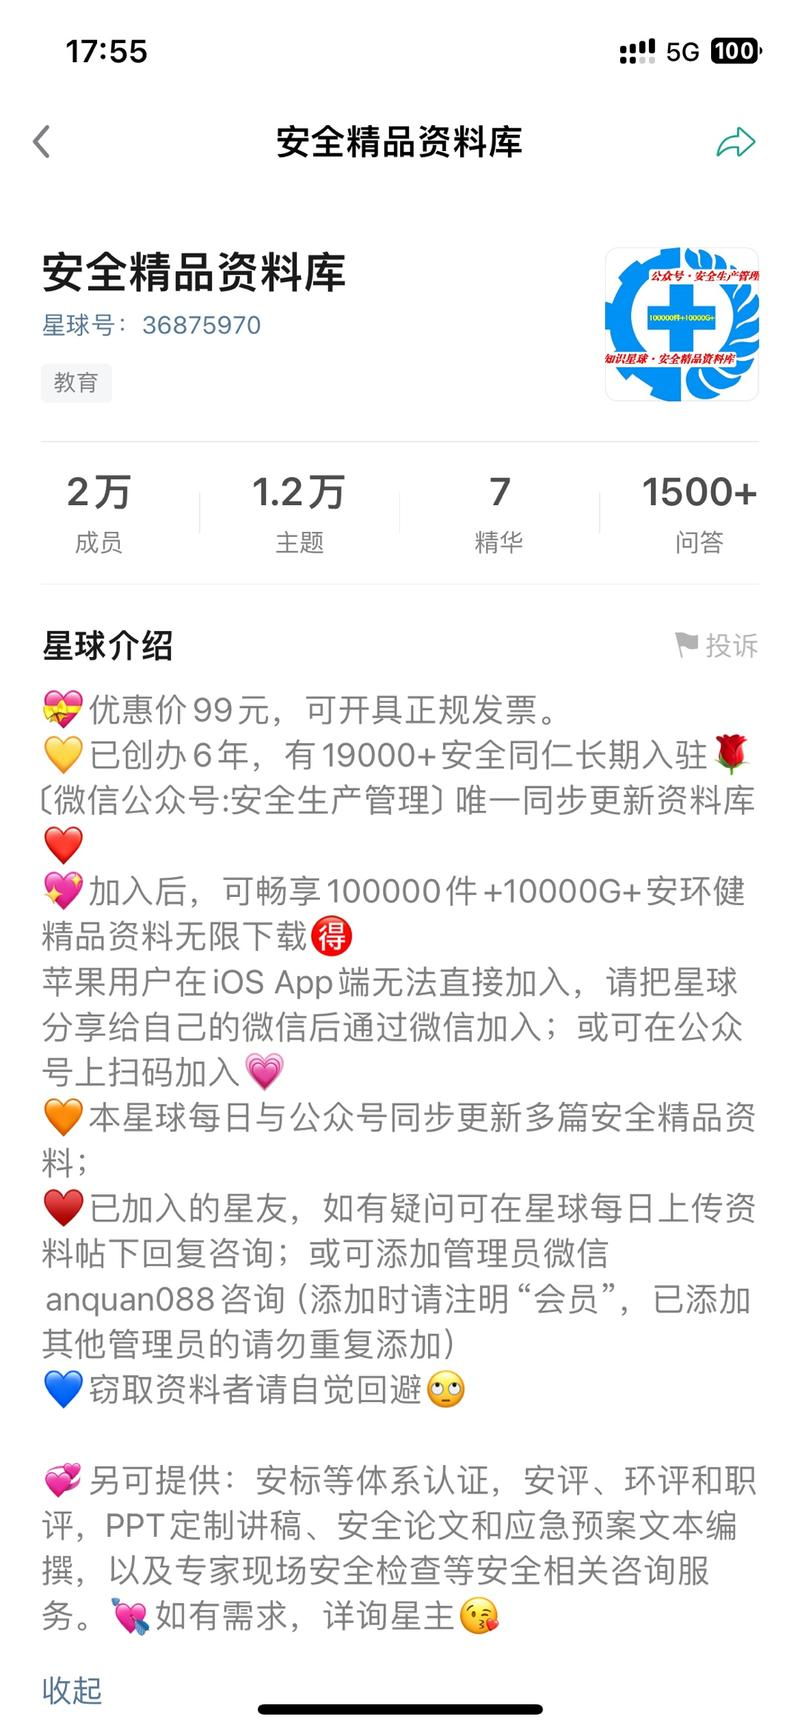 17:55
5G 100
安全精品资料库
安全精品资料库
星球号：36875970
教育
公众号·安全生产管理
100000件+10000G+
知识星球·安全精品资料库
2万 1.2万 7 1500+
成员 主题 精华 问答
星球介绍 投诉
💝优惠价99元，可开具正规发票。
💛已创办6年，有19000+安全同仁长期入驻🌹
〔微信公众号:安全生产管理〕唯一同步更新资料库
❤️
💖加入后，可畅享100000件+10000G+安环健
精品资料无限下载🉐
苹果用户在iOS App端无法直接加入，请把星球
分享给自己的微信后通过微信加入；或可在公众
号上扫码加入💗
🧡本星球每日与公众号同步更新多篇安全精品资
料；
♥️已加入的星友，如有疑问可在星球每日上传资
料帖下回复咨询；或可添加管理员微信
anquan088咨询（添加时请注明“会员”，已添加
其他管理员的请勿重复添加）
💙窃取资料者请自觉回避🙄
💞另可提供：安标等体系认证，安评、环评和职
评，PPT定制讲稿、安全论文和应急预案文本编
撰，以及专家现场安全检查等安全相关咨询服
务。💘如有需求，详询星主😘
收起